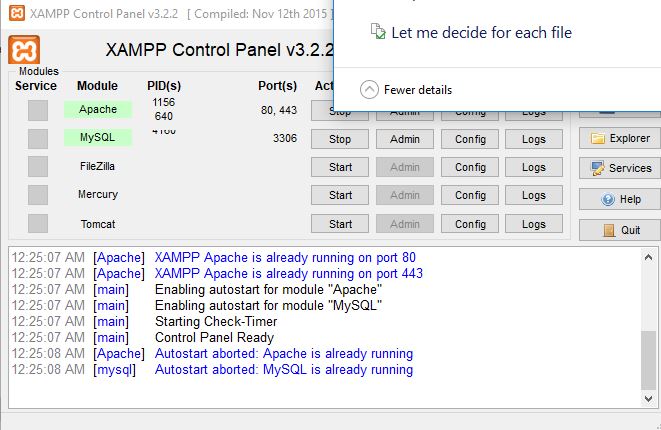 XAMPP Control Panel v3.2.2 [ Compiled: Nov 12th 2015 ]
Let me decide for each file
Fewer details
XAMPP Control Panel v3.2.2
Modules
Service Module PID(s) Port(s)
Apache 1156 640 80, 443 Stop Admin Config Logs
MySQL 3306 Stop Admin Config Logs Explorer
FileZilla Start Admin Config Logs Services
Mercury Start Admin Config Logs Help
Tomcat Start Admin Config Logs Quit
12:25:07 AM [Apache] XAMPP Apache is already running on port 80
12:25:07 AM [Apache] XAMPP Apache is already running on port 443
12:25:07 AM [main] Enabling autostart for module "Apache"
12:25:07 AM [main] Enabling autostart for module "MySQL"
12:25:07 AM [main] Starting Check-Timer
12:25:07 AM [main] Control Panel Ready
12:25:08 AM [Apache] Autostart aborted: Apache is already running
12:25:08 AM [mysql] Autostart aborted: MySQL is already running